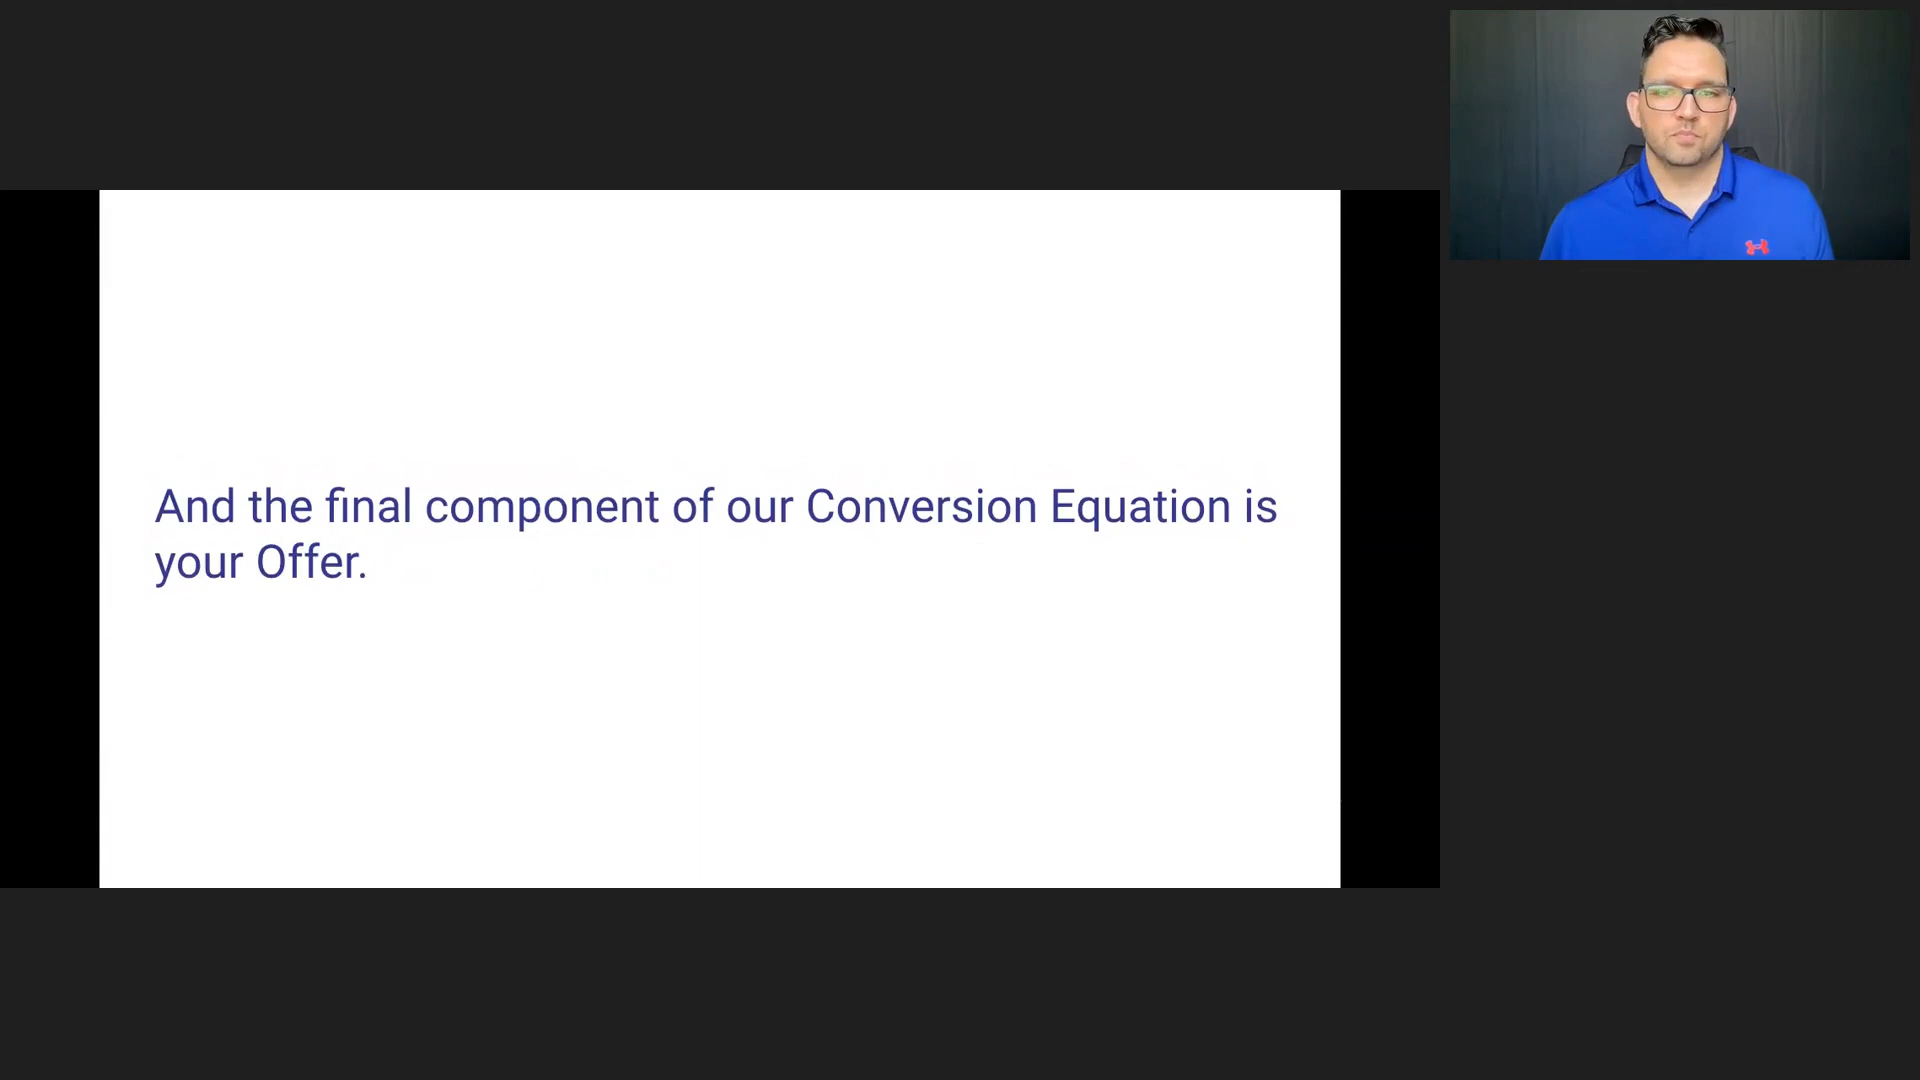 And the final component of our Conversion Equation is
your Offer.